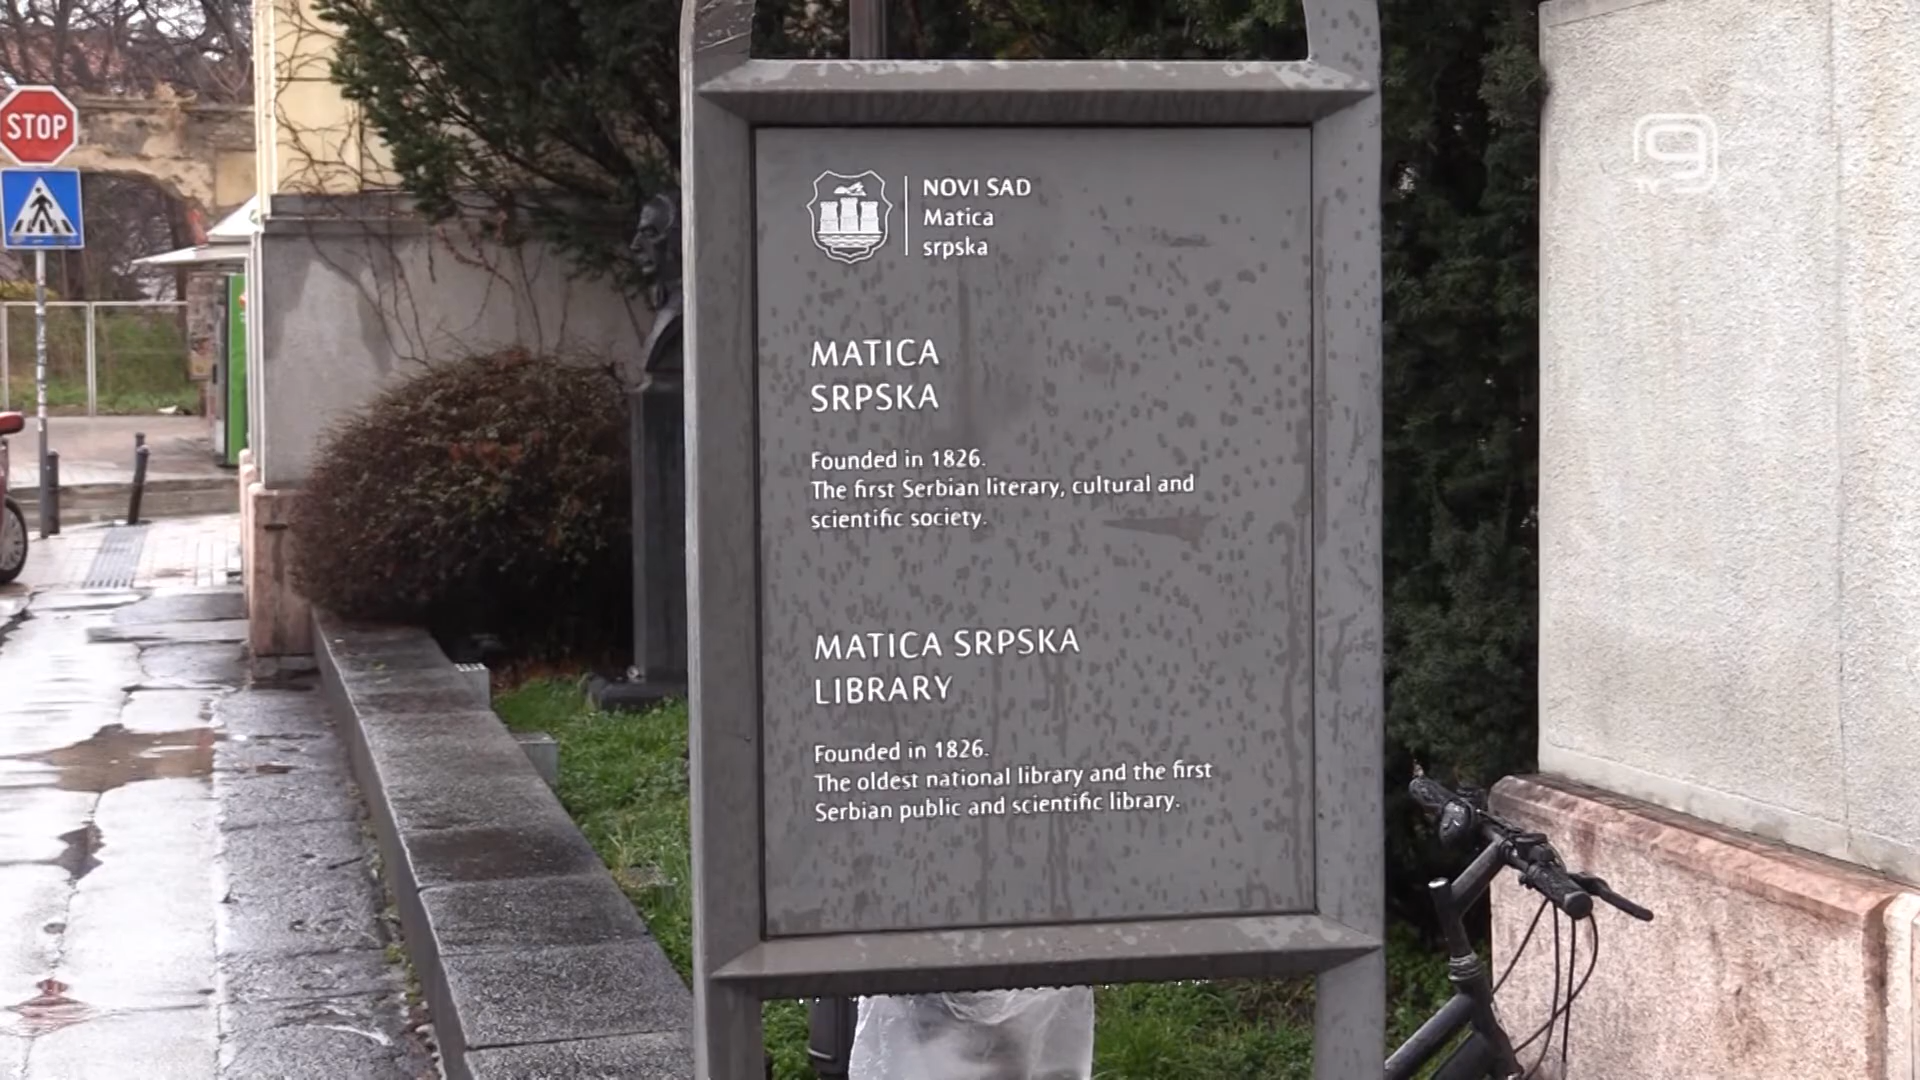 STOP
NOVI SAD
Matica
srpska
MATICA
SRPSKA
Founded in 1826.
The first Serbian literary, cultural and
scientific society.
MATICA SRPSKA
LIBRARY
Founded in 1826.
The oldest national library and the first
Serbian public and scientific library.
9